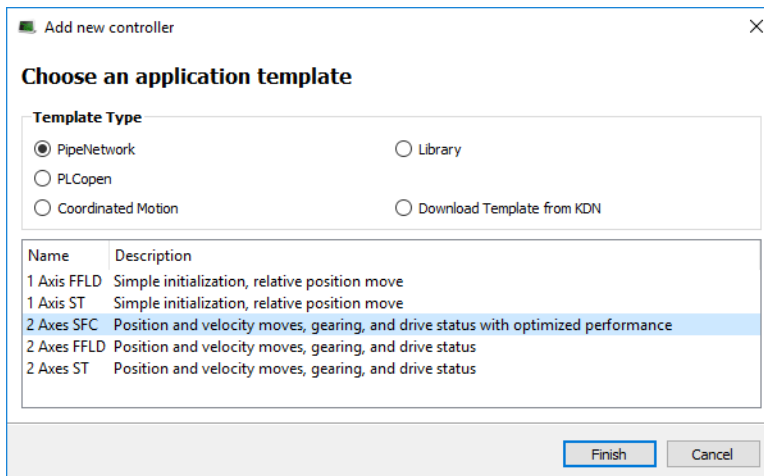 Add new controller
Choose an application template
Template Type
PipeNetwork
Library
PLCopen
Coordinated Motion
Download Template from KDN
Name Description
1 Axis FFLD Simple initialization, relative position move
1 Axis ST Simple initialization, relative position move
2 Axes SFC Position and velocity moves, gearing, and drive status with optimized performance
2 Axes FFLD Position and velocity moves, gearing, and drive status
2 Axes ST Position and velocity moves, gearing, and drive status
Finish Cancel